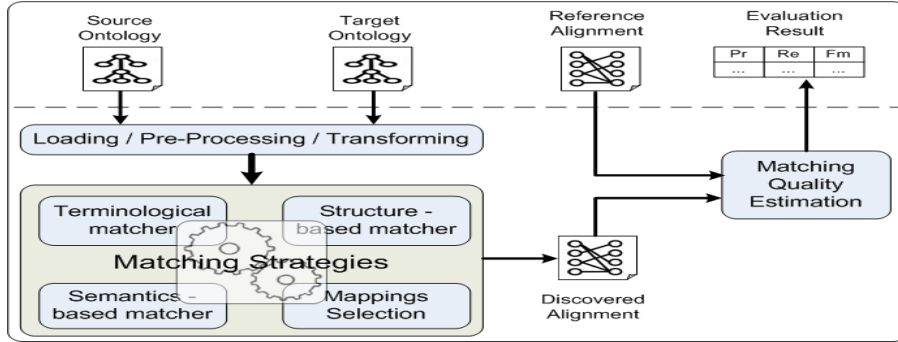 Source
Ontology
Target
Ontology
Reference
Alignment
Evaluation
Result
Pr Re Fm
... ... ...
Loading / Pre-Processing / Transforming
Terminological
matcher
Structure -
based matcher
Matching Strategies
Semantics -
based matcher
Mappings
Selection
Discovered
Alignment
Matching
Quality
Estimation